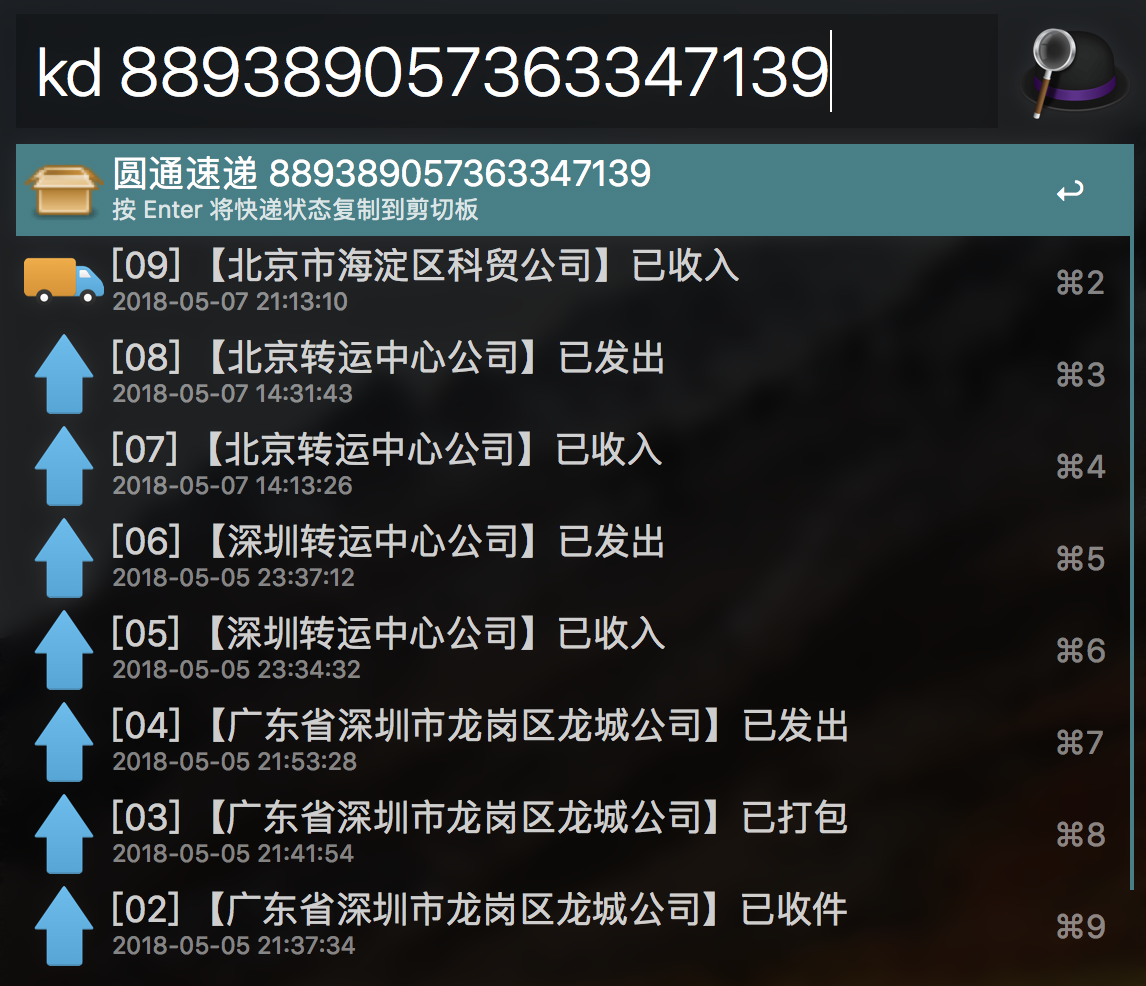 kd 889389057363347139
圆通速递 889389057363347139
按 Enter 将快递状态复制到剪切板
[09] 【北京市海淀区科贸公司】已收入
⌘2
2018-05-07 21:13:10
[08] 【北京转运中心公司】已发出
⌘3
2018-05-07 14:31:43
[07] 【北京转运中心公司】已收入
⌘4
2018-05-07 14:13:26
[06] 【深圳转运中心公司】已发出
⌘5
2018-05-05 23:37:12
[05] 【深圳转运中心公司】已收入
⌘6
2018-05-05 23:34:32
[04] 【广东省深圳市龙岗区龙城公司】已发出
⌘7
2018-05-05 21:53:28
[03] 【广东省深圳市龙岗区龙城公司】已打包
⌘8
2018-05-05 21:41:54
[02] 【广东省深圳市龙岗区龙城公司】已收件
⌘9
2018-05-05 21:37:34